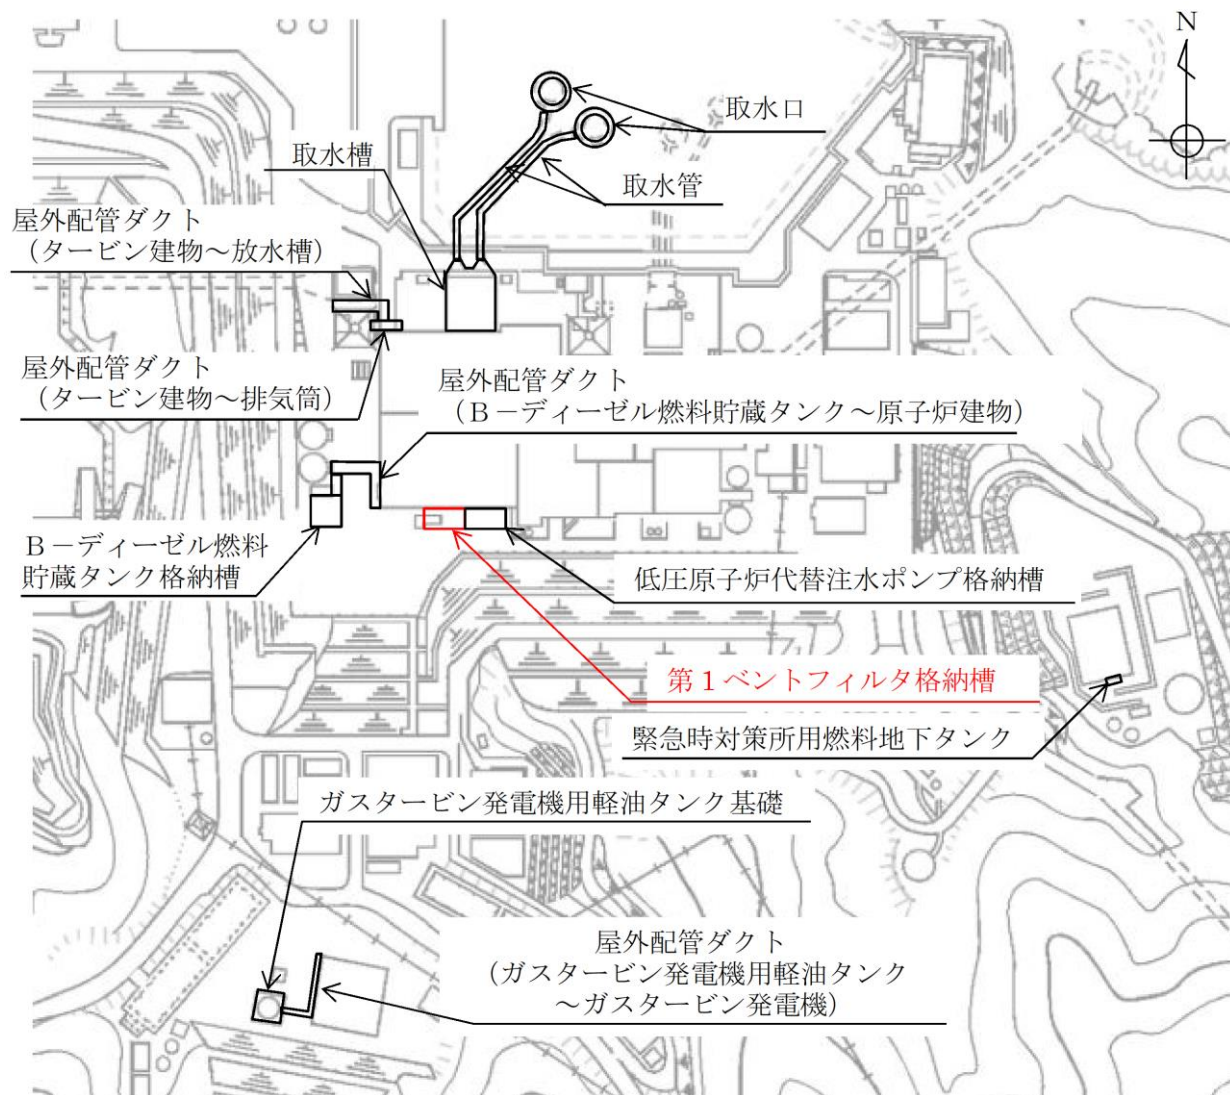 N
取水口
取水槽
取水管
屋外配管ダクト
（タービン建物～放水槽）
屋外配管ダクト
（タービン建物～排気筒）
屋外配管ダクト
（Ｂ－ディーゼル燃料貯蔵タンク～原子炉建物）
Ｂ－ディーゼル燃料
貯蔵タンク格納槽
低圧原子炉代替注水ポンプ格納槽
第１ベントフィルタ格納槽
緊急時対策所用燃料地下タンク
ガスタービン発電機用軽油タンク基礎
屋外配管ダクト
（ガスタービン発電機用軽油タンク
～ガスタービン発電機）